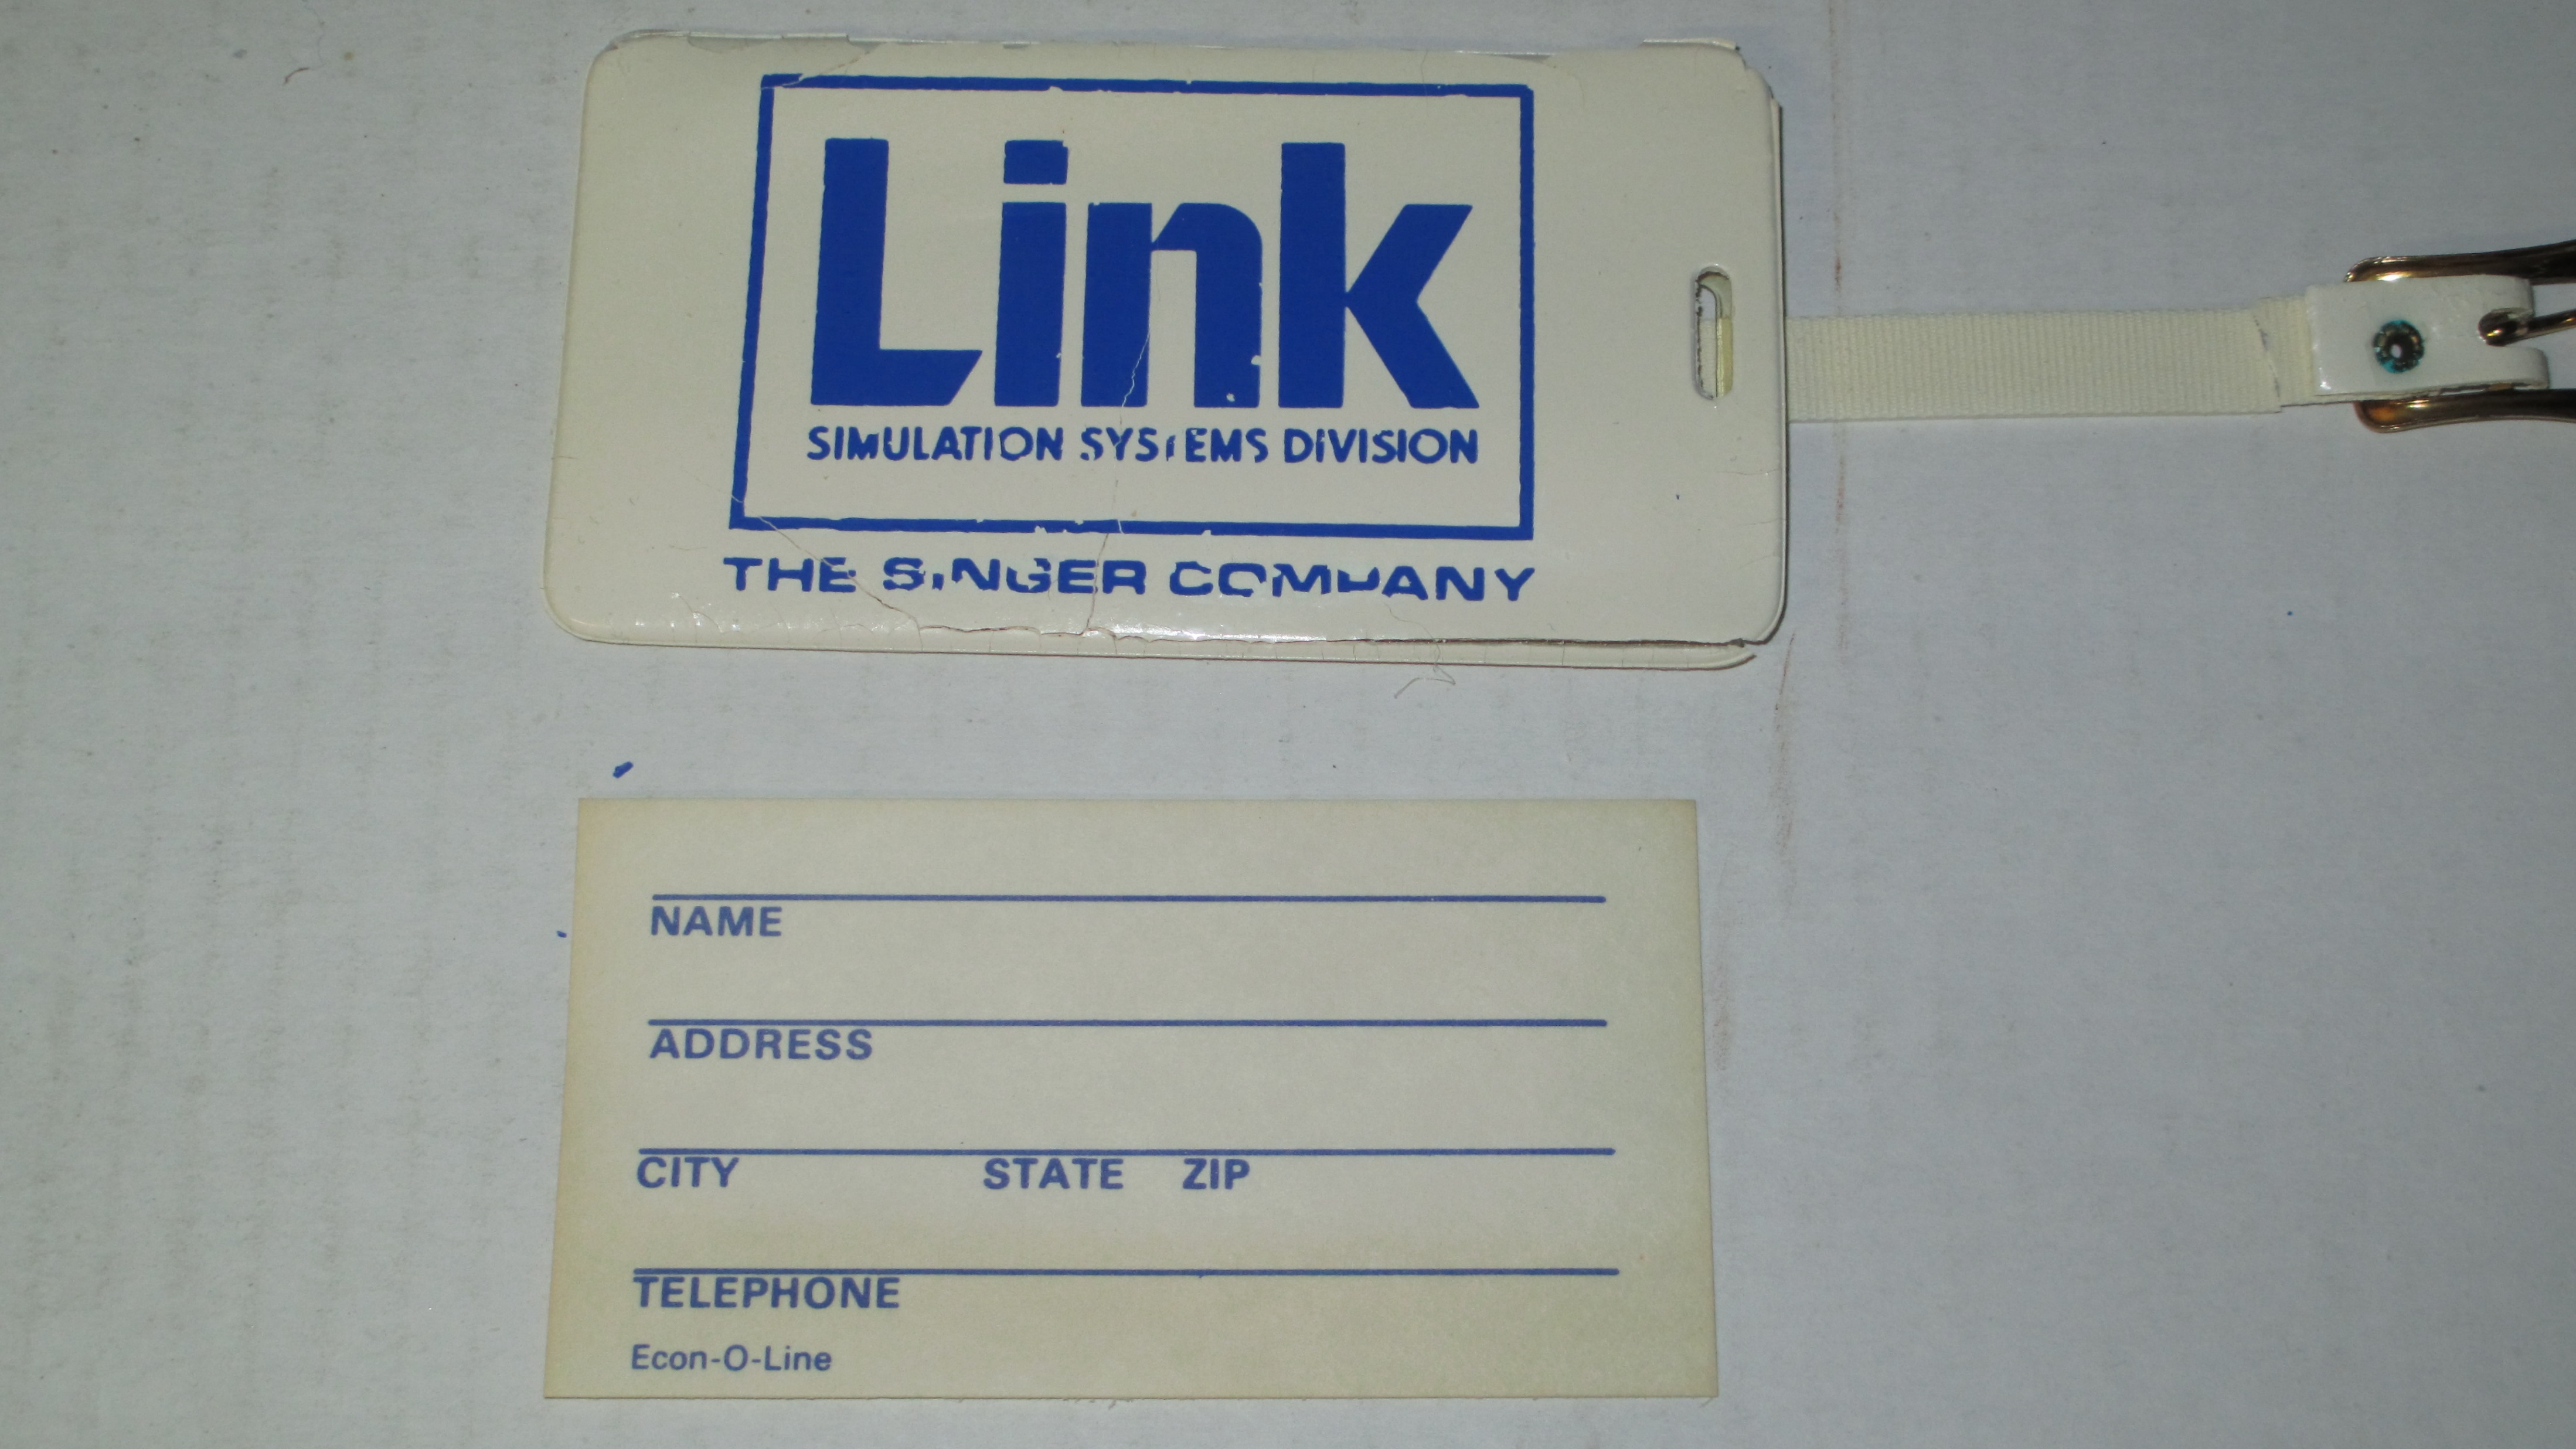 Link
SIMULATION SYSTEMS DIVISION
THE SINGER COMPANY
NAME
ADDRESS
CITY STATE ZIP
TELEPHONE
Econ-O-Line